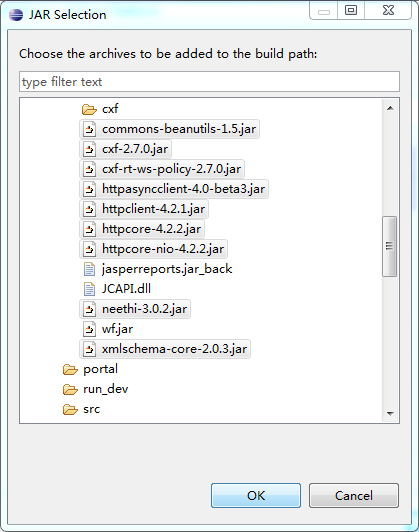 JAR Selection
Choose the archives to be added to the build path:
type filter text
cxf
commons-beanutils-1.5.jar
cxf-2.7.0.jar
cxf-rt-ws-policy-2.7.0.jar
httpasyncclient-4.0-beta3.jar
httpclient-4.2.1.jar
httpcore-4.2.2.jar
httpcore-nio-4.2.2.jar
jasperreports.jar_back
JCAPI.dll
neethi-3.0.2.jar
wf.jar
xmlschema-core-2.0.3.jar
portal
run_dev
src
OK
Cancel